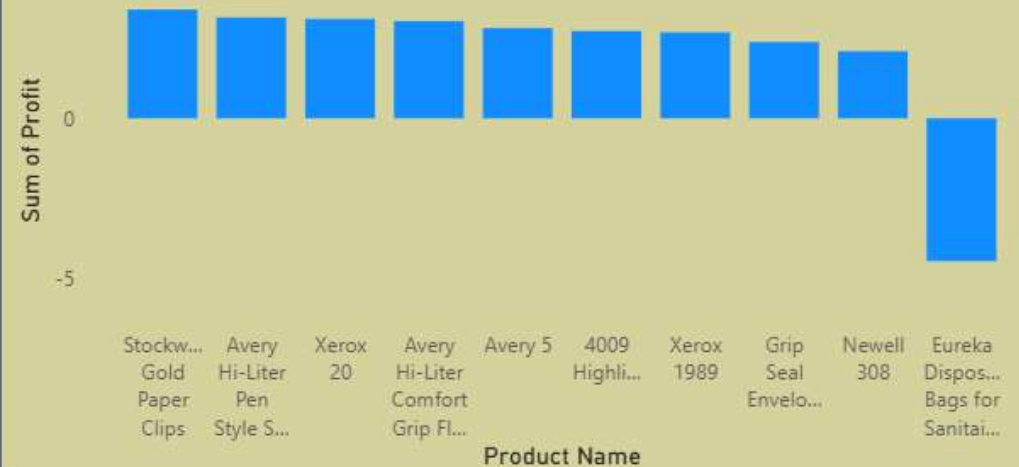 Sum of Profit
0
-5
Stockw...
Gold
Paper
Clips
Avery
Hi-Liter
Pen
Style S...
Xerox
20
Avery
Hi-Liter
Comfort
Grip Fl...
Avery 5
4009
Highli...
Xerox
1989
Grip
Seal
Envelo...
Newell
308
Eureka
Dispos...
Bags for
Sanitai...
Product Name